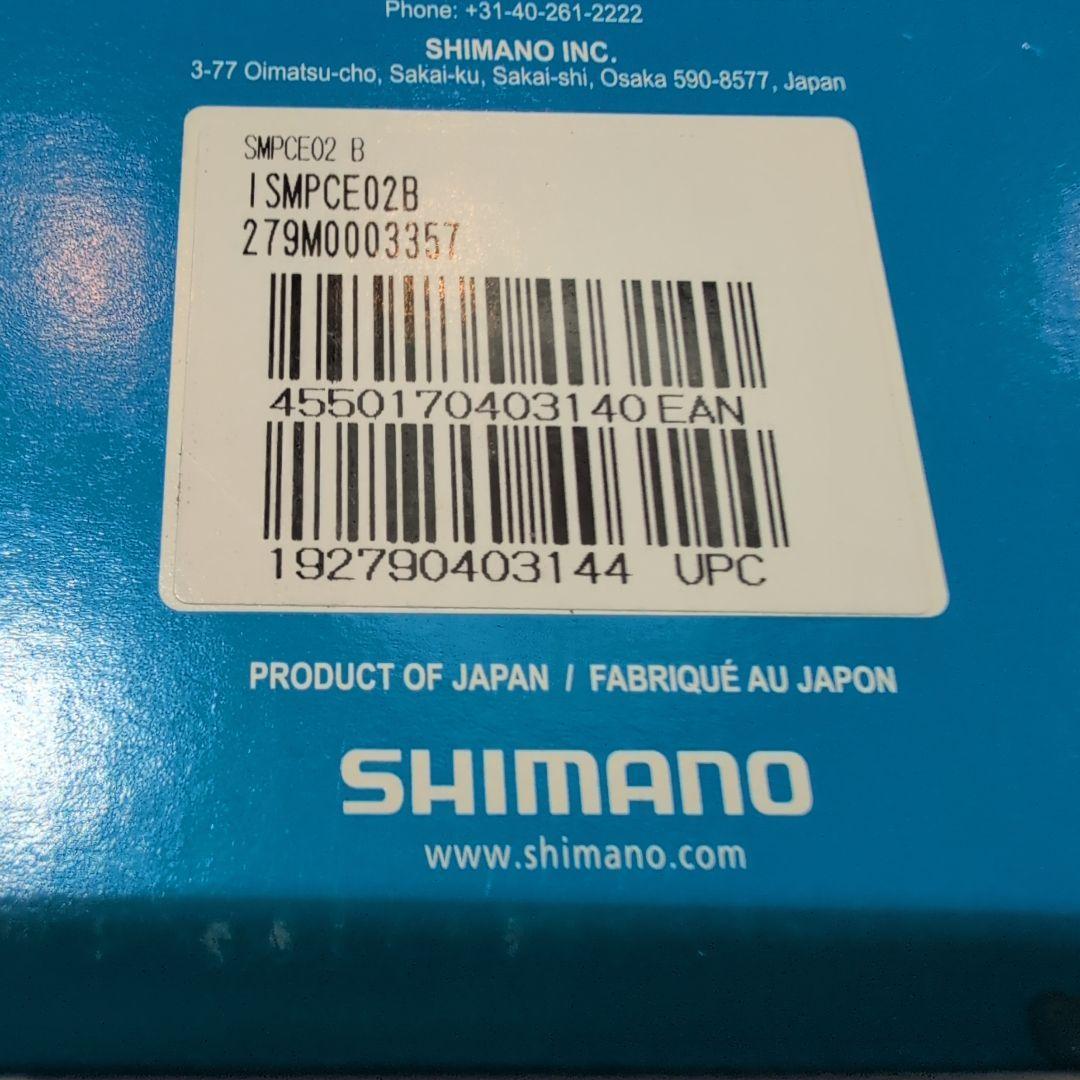 Phone: +31-40-261-2222
SHIMANO INC.
3-77 Oimatsu-cho, Sakai-ku, Sakai-shi, Osaka 590-8577, Japan
SMPCE02 B
ISMPCE02B
279M0003357
4550170403140 EAN
192790403144 UPC
PRODUCT OF JAPAN / FABRIQUÉ AU JAPON
SHIMANO
www.shimano.com